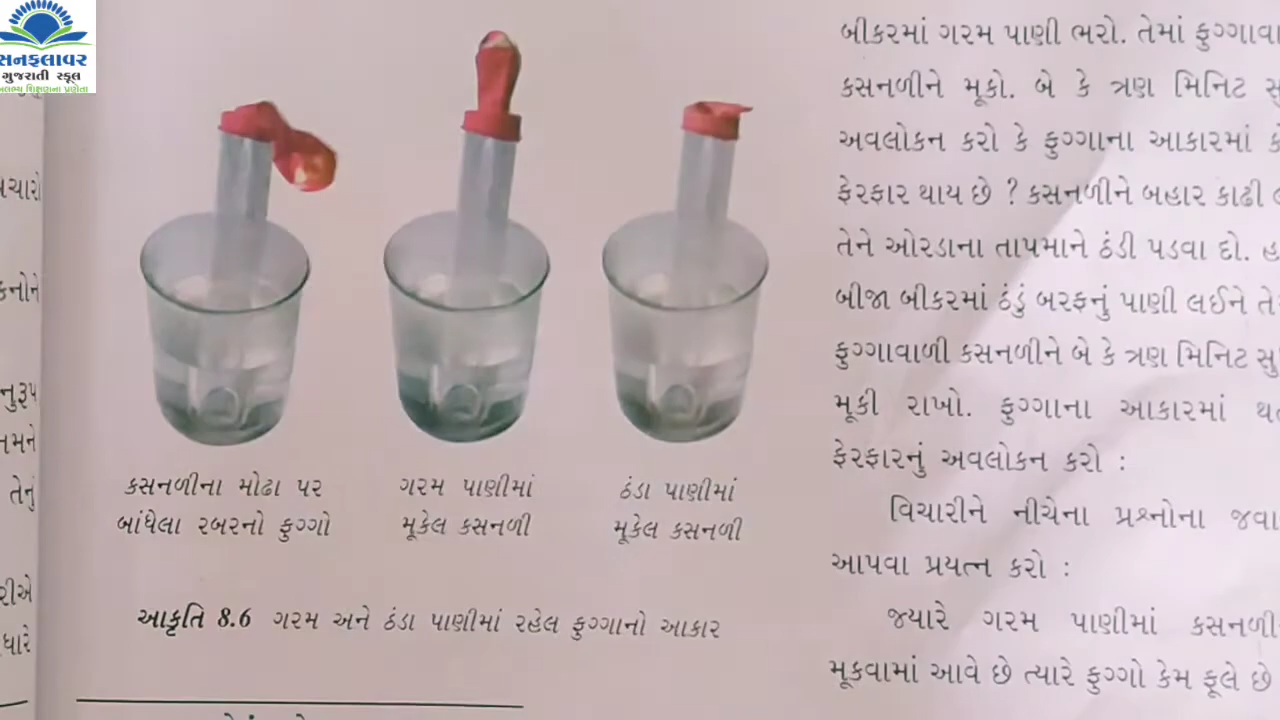 સનફલાવર
ગુજરાતી સ્કૂલ
બીકરમાં ગરમ પાણી ભરો. તેમાં
કસનળીને મૂકો. બે કે ત્રણ મિનિટ
અવલોકન કરો કે ફુગ્ગાના આકારમાં
ફેરફાર થાય છે ? કસનળીને બહાર કાઢી
તેને ઓરડાના તાપમાને ઠંડી પડવા દો.
બીજા બીકરમાં ઠંડું બરફનું પાણી લઈને
ફુગ્ગાવાળી કસનળીને બે કે ત્રણ મિનિટ
મૂકી રાખો. ફુગ્ગાના આકારમાં
ફેરફારનું અવલોકન કરો :
વિચારીને નીચેના પ્રશ્નોના
આપવા પ્રયત્ન કરો :
જ્યારે ગરમ પાણીમાં
મૂકવામાં આવે છે ત્યારે ફુગ્ગો કેમ ફૂલે છે
કસનળીના મોઢા પર
બાંધેલા રબરનો ફુગ્ગો
ગરમ પાણીમાં
મૂકેલ કસનળી
ઠંડા પાણીમાં
મૂકેલ કસનળી
આકૃતિ 8.6 ગરમ અને ઠંડા પાણીમાં રહેલ ફુગ્ગાનો આકાર